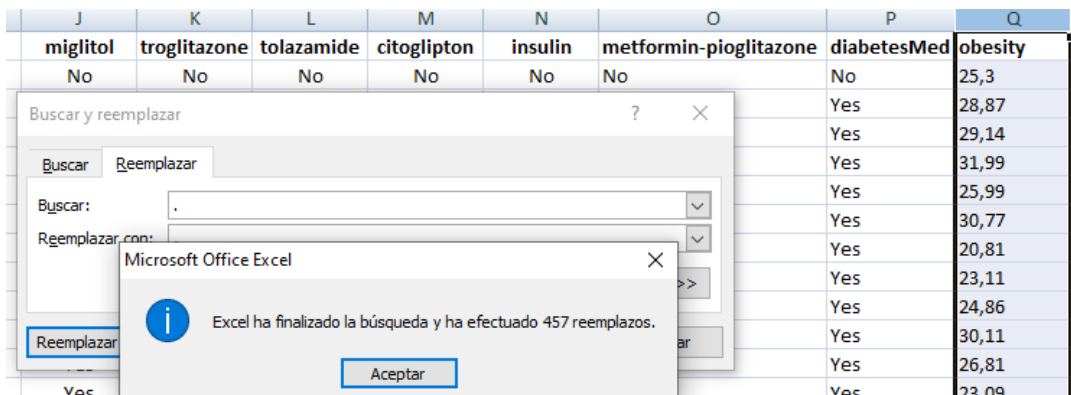 J K L M N O P Q
miglitol troglitazone tolazamide citoglipton insulin metformin-pioglitazone diabetesMed obesity
No No No No No No No 25,3
Buscar y reemplazar ? Yes 28,87
Yes 29,14
Buscar Reemplazar Yes 31,99
Buscar: . Yes 25,99
Yes 30,77
Reemplazar con: Yes 20,81
Microsoft Office Excel >> Yes 23,11
Yes 24,86
Excel ha finalizado la búsqueda y ha efectuado 457 reemplazos.
Reemplazar ar Yes 30,11
Aceptar Yes 26,81
Yes Yes 23,09